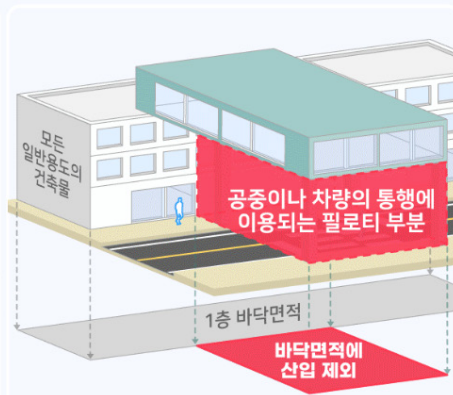 모든
일반용도의
건축물
공중이나 차량의 통행에
이용되는 필로티 부분
1층 바닥면적
바닥면적에
산입 제외